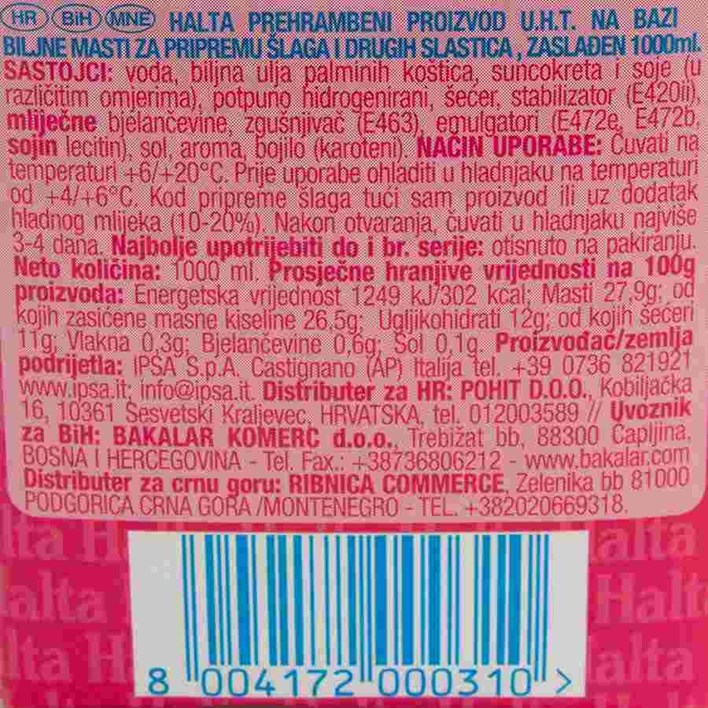 HR BiH MNE HALTA PREHRAMBENI PROIZVOD U.H.T. NA BAZI
BILJNE MASTI ZA PRIPREMU ŠLAGA I DRUGIH SLASTICA, ZASLAĐEN 1000ml.
SASTOJCI: voda, biljna ulja palminih koštica, suncokreta i soje (u
različitim omjerima), potpuno hidrogenirani, šećer, stabilizator (E420ii),
mliječne bjelančevine, zgušnjivač (E463), emulgatori (E472e, E472b,
sojin lecitin), sol, aroma, bojilo (karoteni). NAČIN UPORABE: Čuvati na
temperaturi +6/+20°C. Prije uporabe ohladiti u hladnjaku na temperaturi
od +4/+6°C. Kod pripreme šlaga tući sam proizvod ili uz dodatak
hladnog mlijeka (10-20%). Nakon otvaranja, čuvati u hladnjaku najviše
3-4 dana. Najbolje upotrijebiti do i br. serije: otisnuto na pakiranju.
Neto količina: 1000 ml. Prosječne hranjive vrijednosti na 100g
proizvoda: Energetska vrijednost 1249 kJ/302 kcal; Masti 27,9g; od
kojih zasićene masne kiseline 26,5g; Ugljikohidrati 12g; od kojih šećeri
11g; Vlakna 0,3g; Bjelančevine 0,6g; Sol 0,1g. Proizvođač/zemlja
podrijetla: IPSA S.p.A. Castignano (AP) Italija tel. +39 0736 821921
www.ipsa.it; info@ipsa.it. Distributer za HR: POHIT D.O.O., Kobiljačka
16, 10361 Sesvetski Kraljevec, HRVATSKA, tel. 012003589 // Uvoznik
za BiH: BAKALAR KOMERC d.o.o., Trebižat bb, 88300 Čapljina,
BOSNA I HERCEGOVINA - Tel. Fax.: +38736806212 - www.bakalar.com
Distributer za crnu goru: RIBNICA COMMERCE, Zelenika bb 81000
PODGORICA CRNA GORA /MONTENEGRO - TEL. +382020669318.
lta Ha alta
alta Halt
lta H alta
8 004172 000310 >